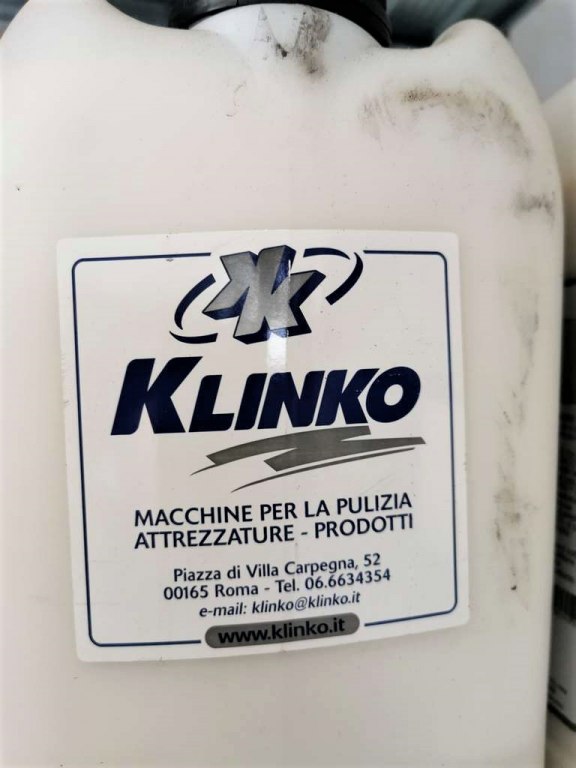 KLINKO
MACCHINE PER LA PULIZIA
ATTREZZATURE - PRODOTTI
Piazza di Villa Carpegna, 52
00165 Roma - Tel. 06.6634354
e-mail: klinko@klinko.it
www.klinko.it